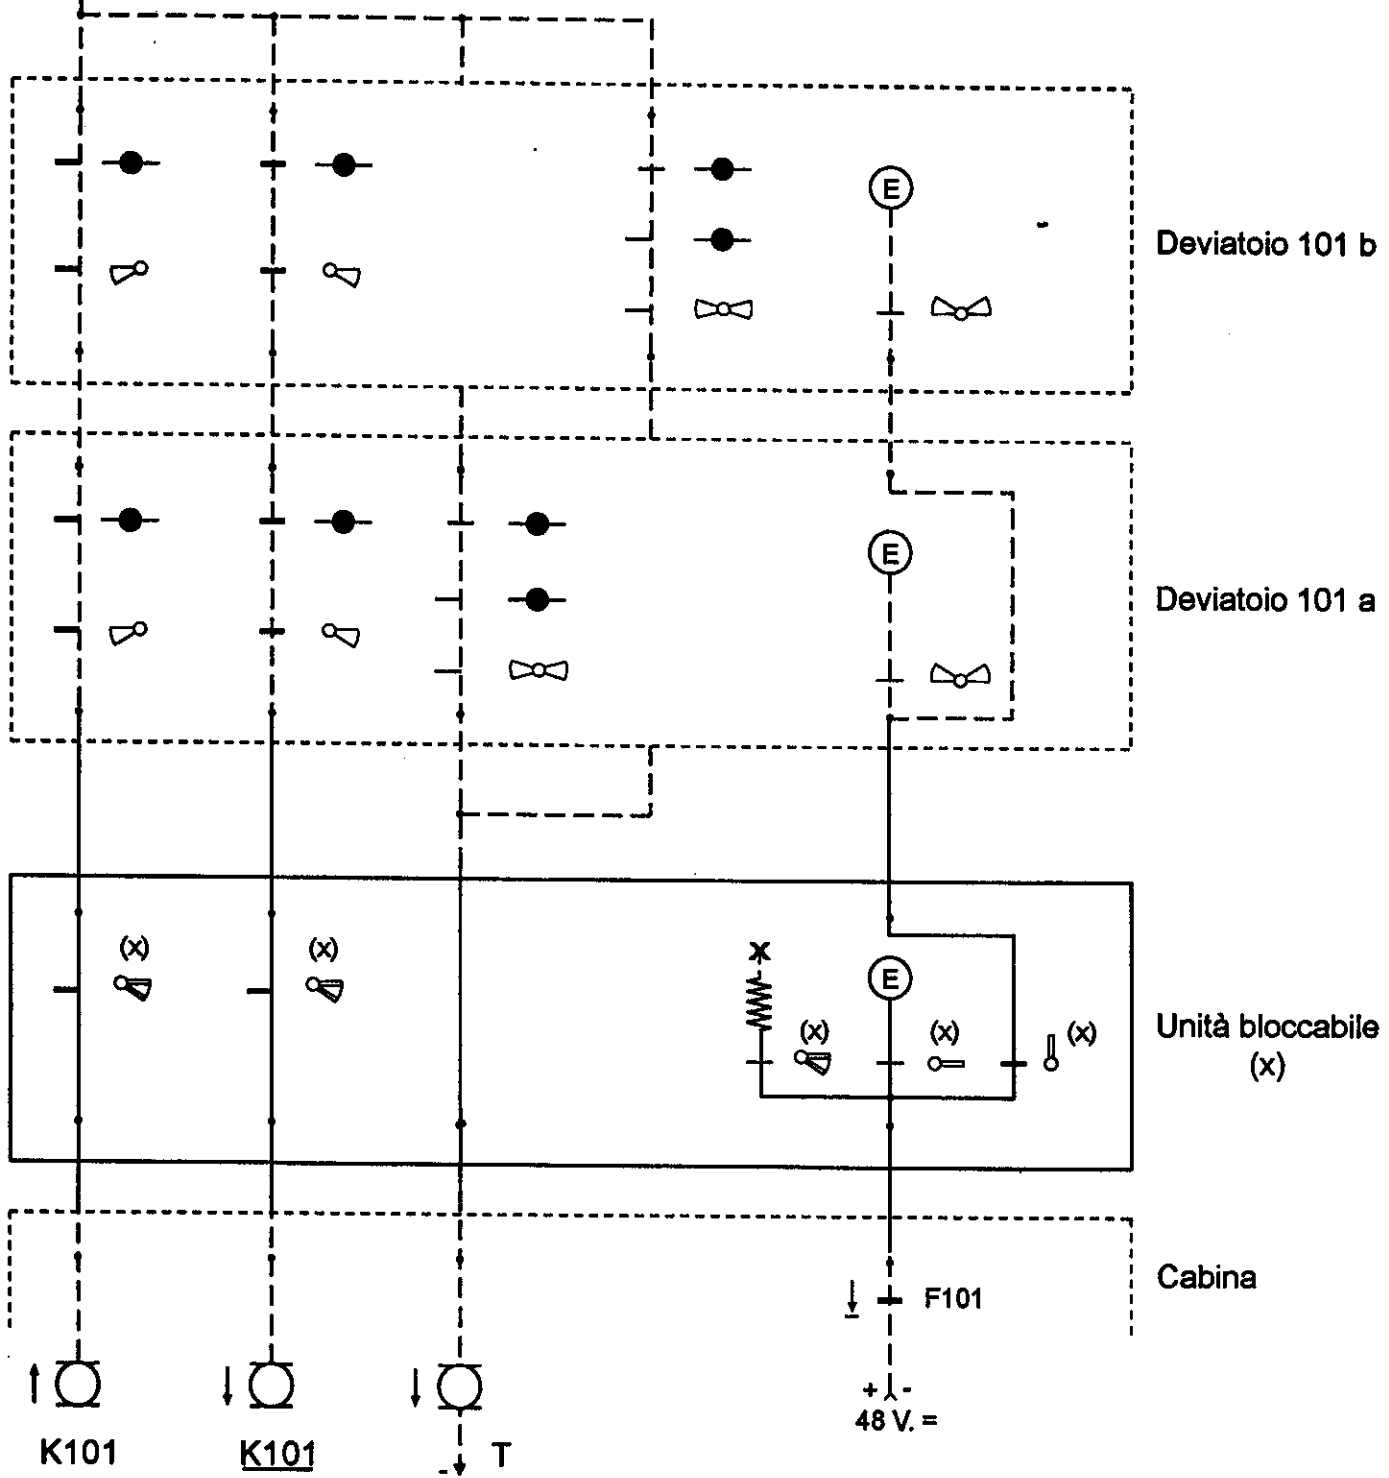 E
Deviatoio 101 b
E
Deviatoio 101 a
(x)
(x)
E
(x)
(x)
(x)
Unità bloccabile
(x)
Cabina
F101
+ -
48 V. =
K101
K101
- T